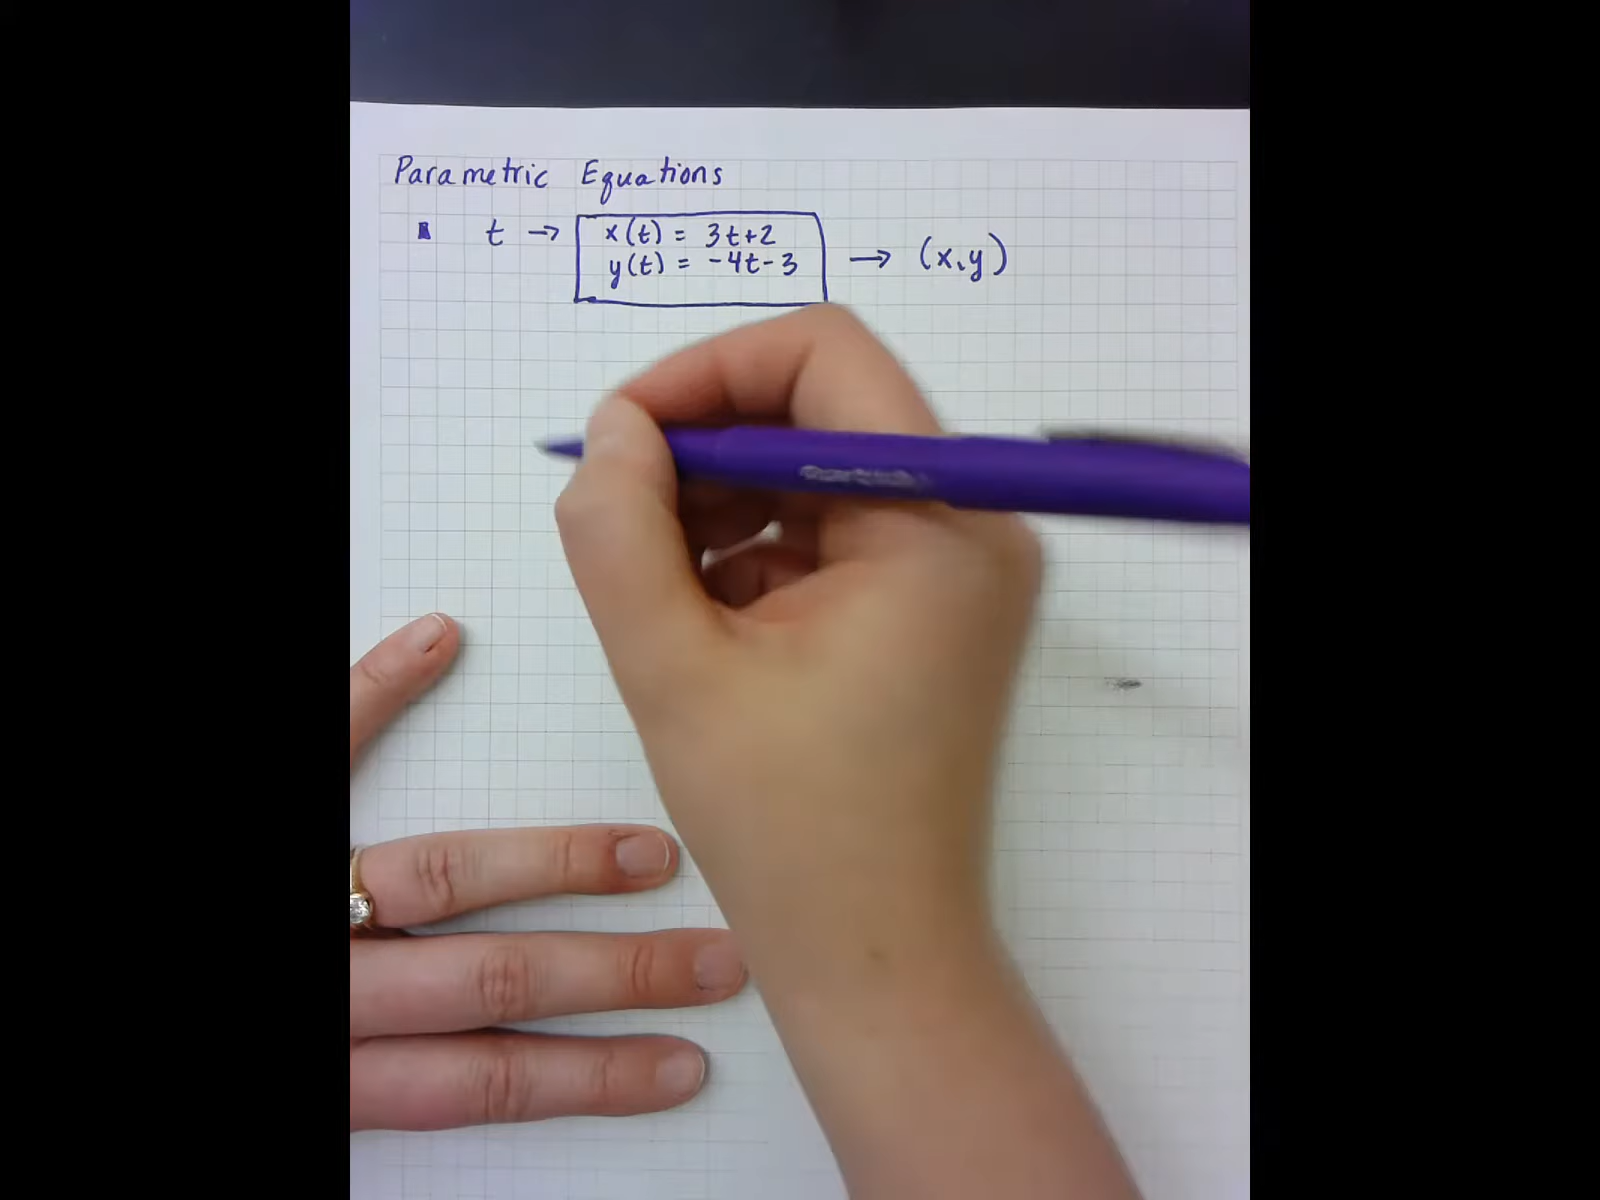 Parametric Equations
t → x(t) = 3t+2
y(t) = -4t-3 → (x,y)